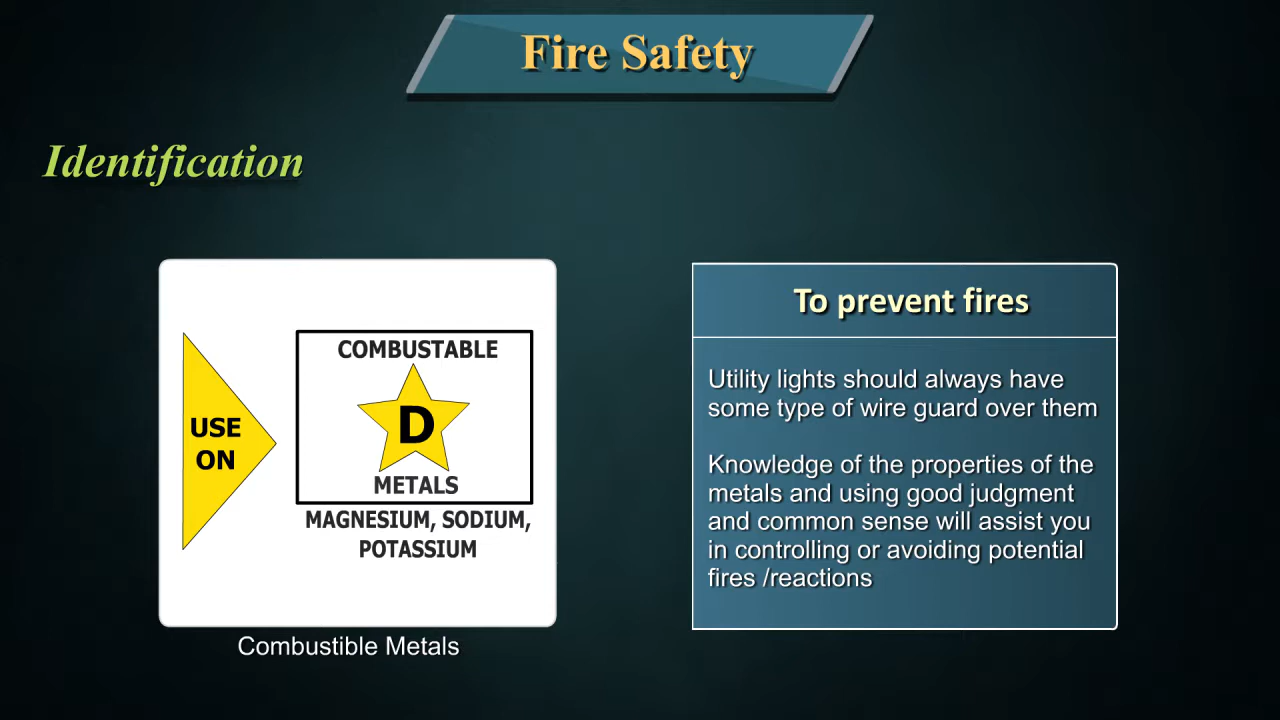 Fire Safety
Identification
USE
ON
COMBUSTABLE
D
METALS
MAGNESIUM, SODIUM,
POTASSIUM
Combustible Metals
To prevent fires
Utility lights should always have
some type of wire guard over them
Knowledge of the properties of the
metals and using good judgment
and common sense will assist you
in controlling or avoiding potential
fires /reactions